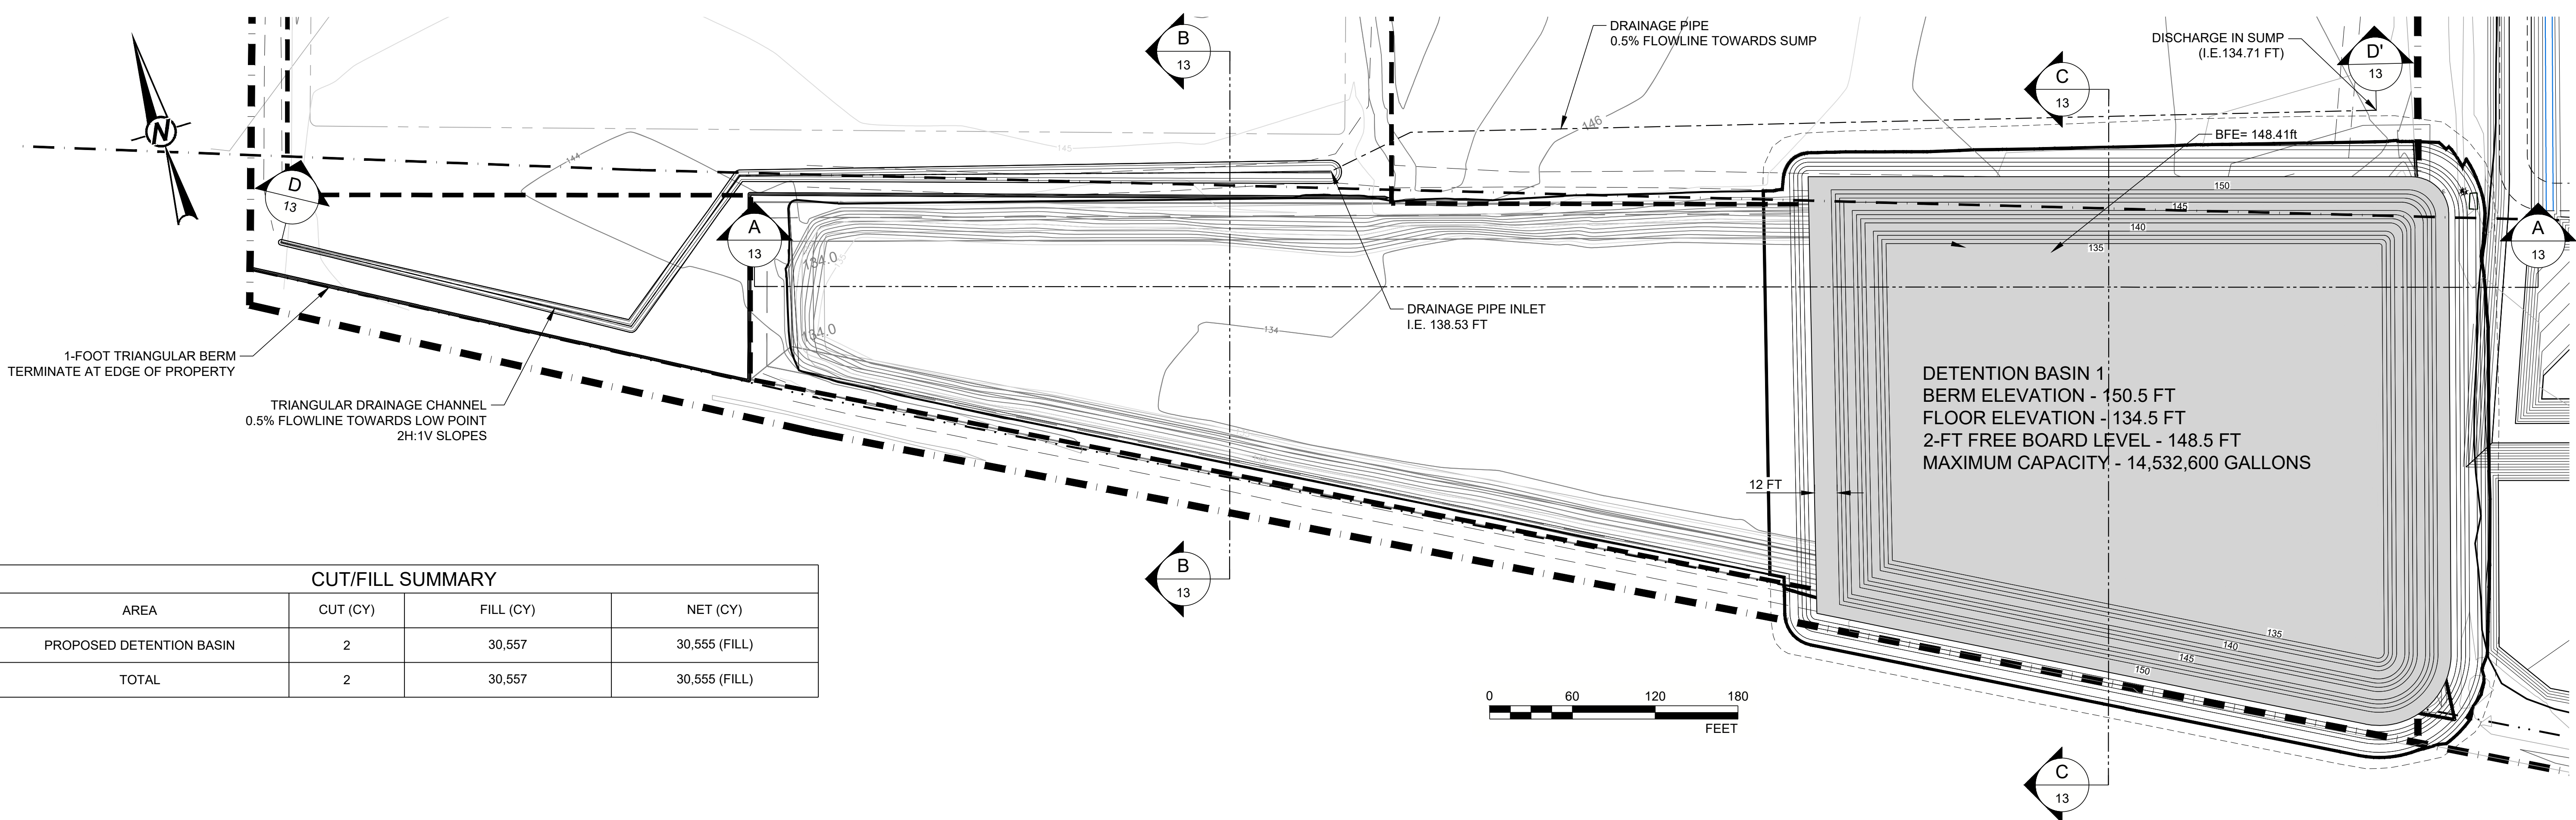 B
13
DRAINAGE PIPE
0.5% FLOWLINE TOWARDS SUMP
DISCHARGE IN SUMP
(I.E.134.71 FT)
D'
13
C
13
N
146
BFE= 148.41ft
145
144
D
13
150
145
140
135
A
13
A
13
134.0
134.0
134
DRAINAGE PIPE INLET
I.E. 138.53 FT
1-FOOT TRIANGULAR BERM
TERMINATE AT EDGE OF PROPERTY
TRIANGULAR DRAINAGE CHANNEL
0.5% FLOWLINE TOWARDS LOW POINT
2H:1V SLOPES
DETENTION BASIN 1
BERM ELEVATION - 150.5 FT
FLOOR ELEVATION - 134.5 FT
2-FT FREE BOARD LEVEL - 148.5 FT
MAXIMUM CAPACITY - 14,532,600 GALLONS
12 FT
B
13
135
140
145
150
CUT/FILL SUMMARY
AREA CUT (CY) FILL (CY) NET (CY)
PROPOSED DETENTION BASIN 2 30,557 30,555 (FILL)
TOTAL 2 30,557 30,555 (FILL)
0 60 120 180
FEET
C
13